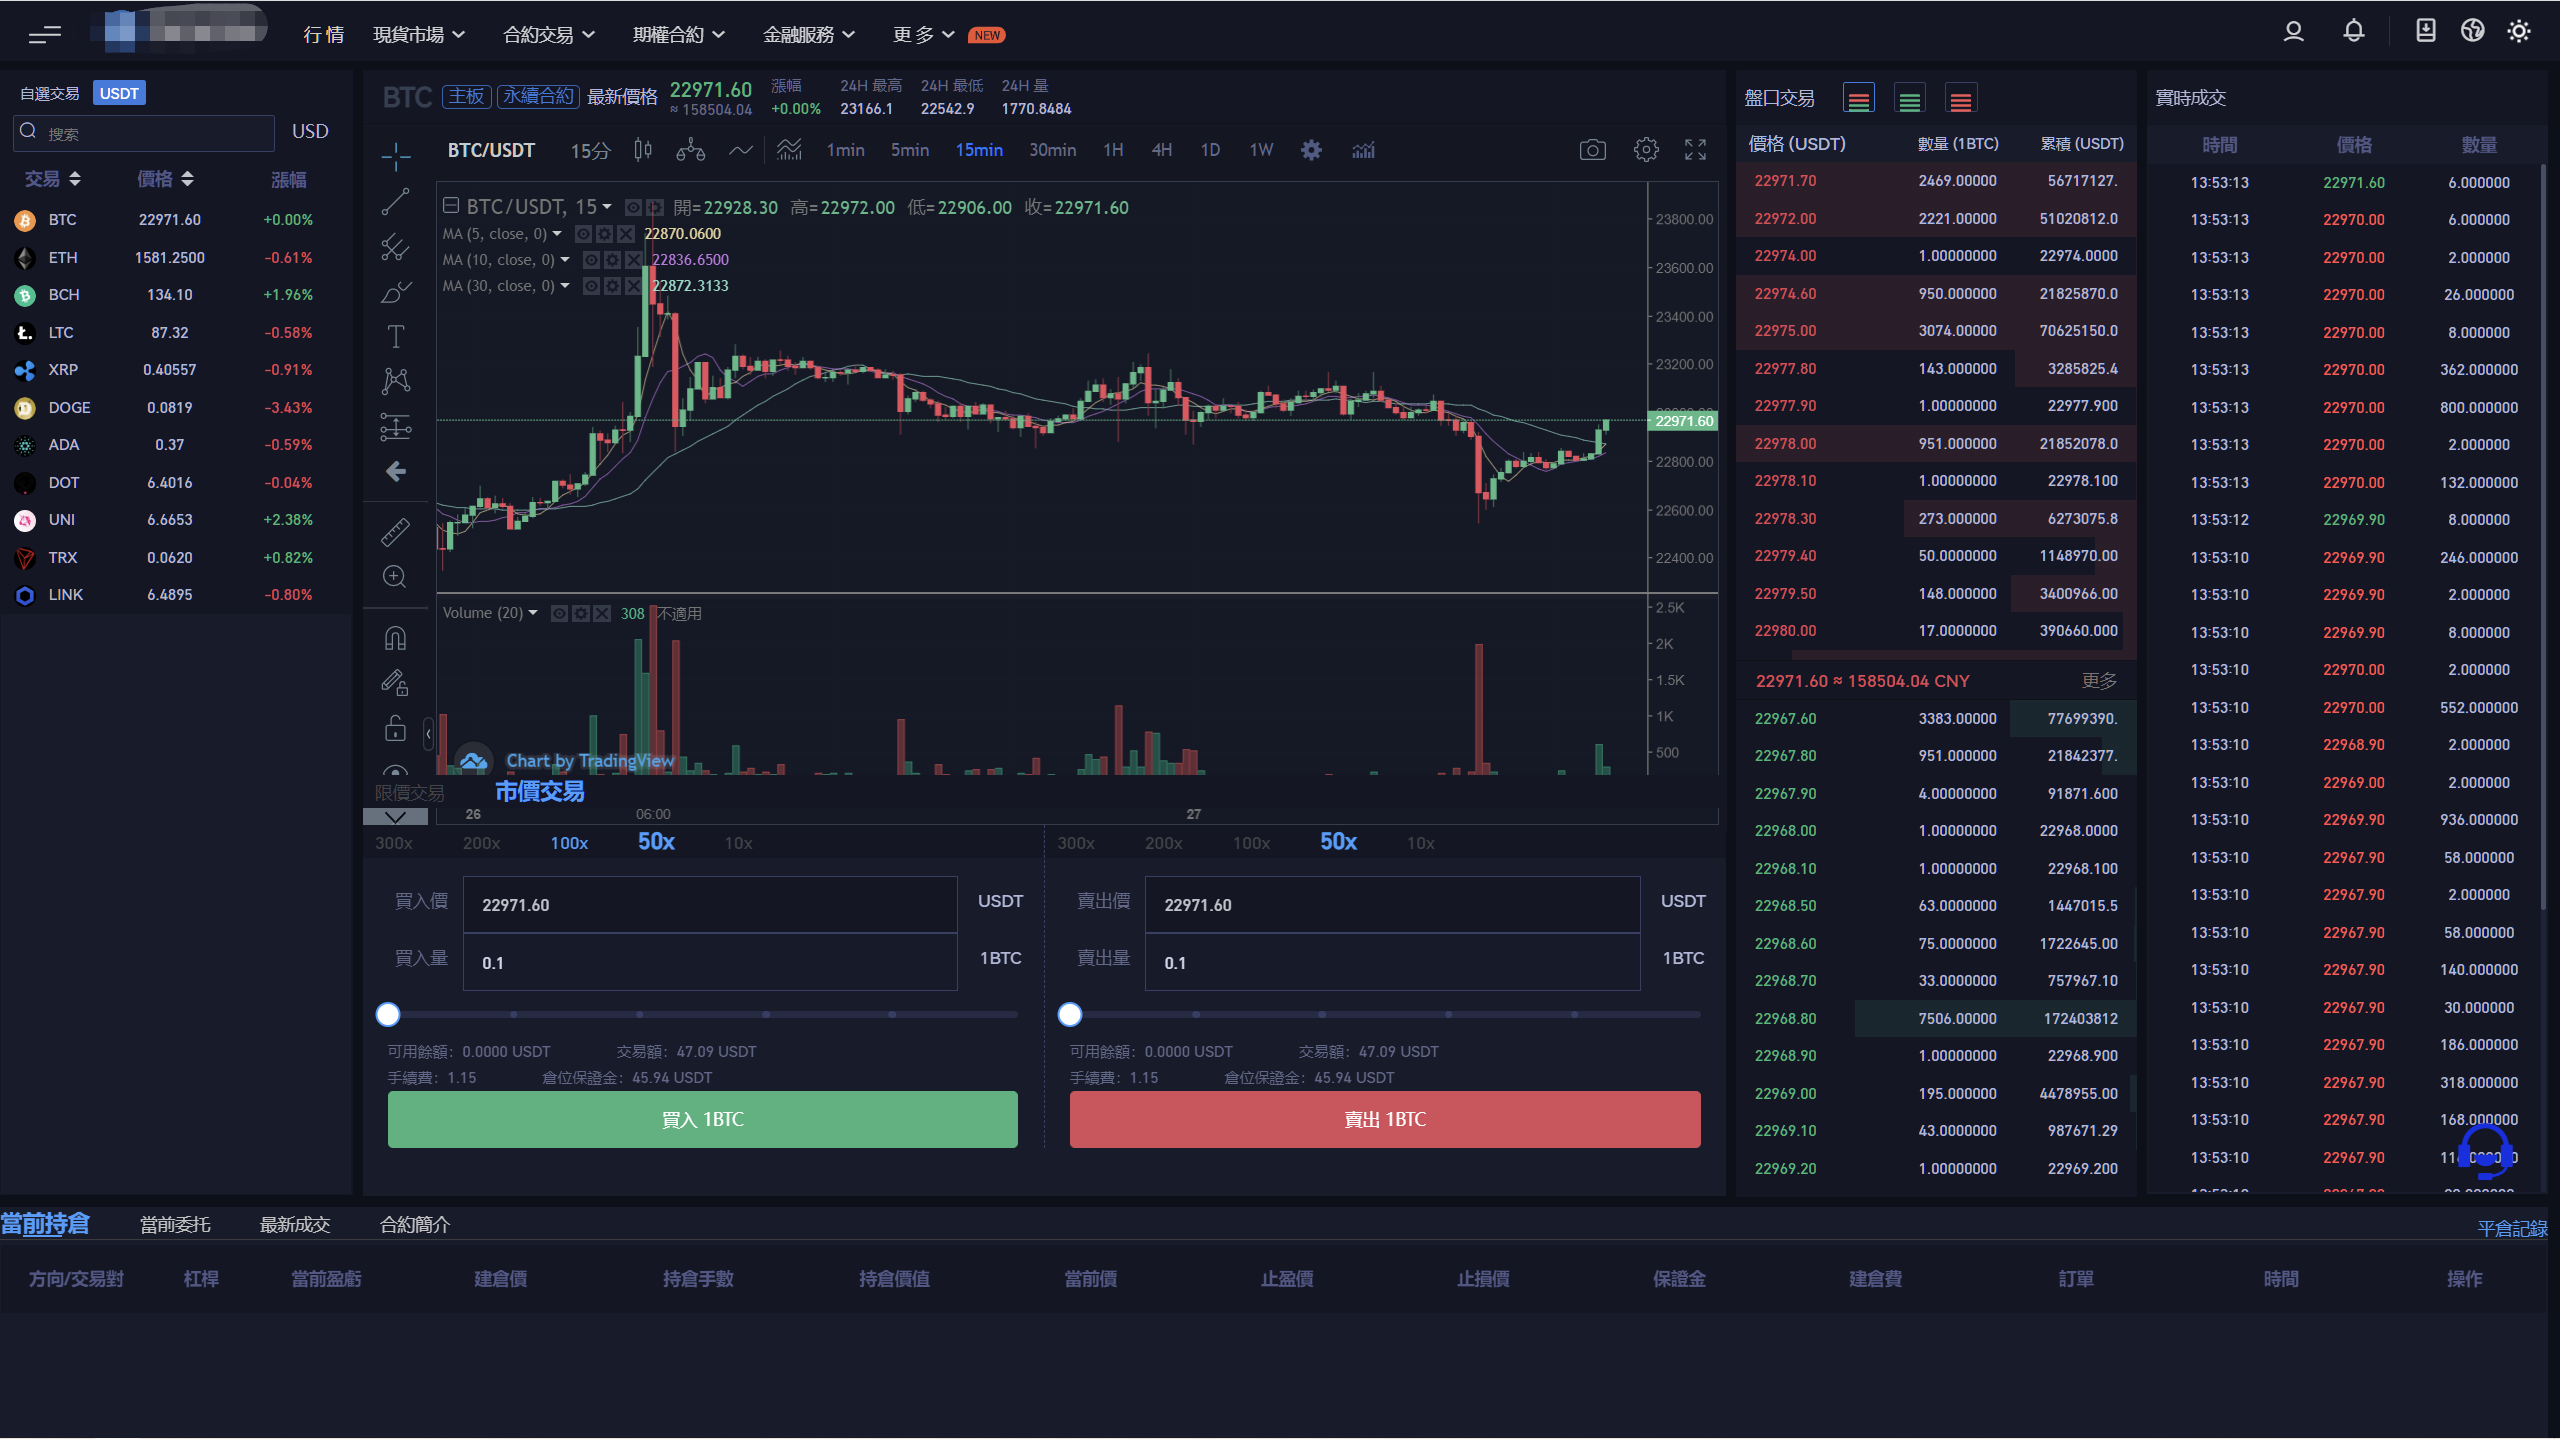 行 情 現貨市場 合約交易 期權合約 金融服務 更 多 NEW
自選交易 USDT
搜索 USD
交易 價格 漲幅
BTC 22971.60 +0.00%
ETH 1581.2500 -0.61%
BCH 134.10 +1.96%
LTC 87.32 -0.58%
XRP 0.40557 -0.91%
DOGE 0.0819 -3.43%
ADA 0.37 -0.59%
DOT 6.4016 -0.04%
UNI 6.6653 +2.38%
TRX 0.0620 +0.82%
LINK 6.4895 -0.80%
BTC 主板 永續合約 最新價格 22971.60 漲幅 24H 最高 24H 最低 24H 量
≈ 158504.04 +0.00% 23166.1 22542.9 1770.8484
BTC/USDT 15分 1min 5min 15min 30min 1H 4H 1D 1W
BTC/USDT, 15 開=22928.30 高=22972.00 低=22906.00 收=22971.60
MA (5, close, 0) 22870.0600
MA (10, close, 0) 22836.6500
MA (30, close, 0) 22872.3133
23800.00
23600.00
23400.00
23200.00
22971.60
22800.00
22600.00
22400.00
Volume (20) 308 不適用
2.5K
2K
1.5K
1K
500
Chart by TradingView
限價交易 市價交易
26 06:00 27
300x 200x 100x 50x 10x
買入價 22971.60 USDT
買入量 0.1 1BTC
可用餘額：0.0000 USDT 交易額：47.09 USDT
手續費：1.15 倉位保證金：45.94 USDT
買入 1BTC
300x 200x 100x 50x 10x
賣出價 22971.60 USDT
賣出量 0.1 1BTC
可用餘額：0.0000 USDT 交易額：47.09 USDT
手續費：1.15 倉位保證金：45.94 USDT
賣出 1BTC
盤口交易
價格 (USDT) 數量 (1BTC) 累積 (USDT)
22971.70 2469.00000 56717127.
22972.00 2221.00000 51020812.0
22974.00 1.00000000 22974.0000
22974.60 950.000000 21825870.0
22975.00 3074.00000 70625150.0
22977.80 143.000000 3285825.4
22977.90 1.00000000 22977.900
22978.00 951.000000 21852078.0
22978.10 1.00000000 22978.100
22978.30 273.000000 6273075.8
22979.40 50.0000000 1148970.00
22979.50 148.000000 3400966.00
22980.00 17.0000000 390660.000
22971.60 ≈ 158504.04 CNY 更多
22967.60 3383.00000 77699390.
22967.80 951.000000 21842377.
22967.90 4.00000000 91871.600
22968.00 1.00000000 22968.0000
22968.10 1.00000000 22968.100
22968.50 63.0000000 1447015.5
22968.60 75.0000000 1722645.00
22968.70 33.0000000 757967.10
22968.80 7506.00000 172403812
22968.90 1.00000000 22968.900
22969.00 195.000000 4478955.00
22969.10 43.0000000 987671.29
22969.20 1.00000000 22969.200
實時成交
時間 價格 數量
13:53:13 22971.60 6.000000
13:53:13 22970.00 6.000000
13:53:13 22970.00 2.000000
13:53:13 22970.00 26.000000
13:53:13 22970.00 8.000000
13:53:13 22970.00 362.000000
13:53:13 22970.00 800.000000
13:53:13 22970.00 2.000000
13:53:13 22970.00 132.000000
13:53:12 22969.90 8.000000
13:53:10 22969.90 246.000000
13:53:10 22969.90 2.000000
13:53:10 22969.90 8.000000
13:53:10 22970.00 2.000000
13:53:10 22970.00 552.000000
13:53:10 22968.90 2.000000
13:53:10 22969.00 2.000000
13:53:10 22969.90 936.000000
13:53:10 22967.90 58.000000
13:53:10 22967.90 2.000000
13:53:10 22967.90 58.000000
13:53:10 22967.90 140.000000
13:53:10 22967.90 30.000000
13:53:10 22967.90 186.000000
13:53:10 22967.90 318.000000
13:53:10 22967.90 168.000000
13:53:10 22967.90
當前持倉 當前委托 最新成交 合約簡介 平倉記錄
方向/交易對 杠桿 當前盈虧 建倉價 持倉手數 持倉價值 當前價 止盈價 止損價 保證金 建倉費 訂單 時間 操作